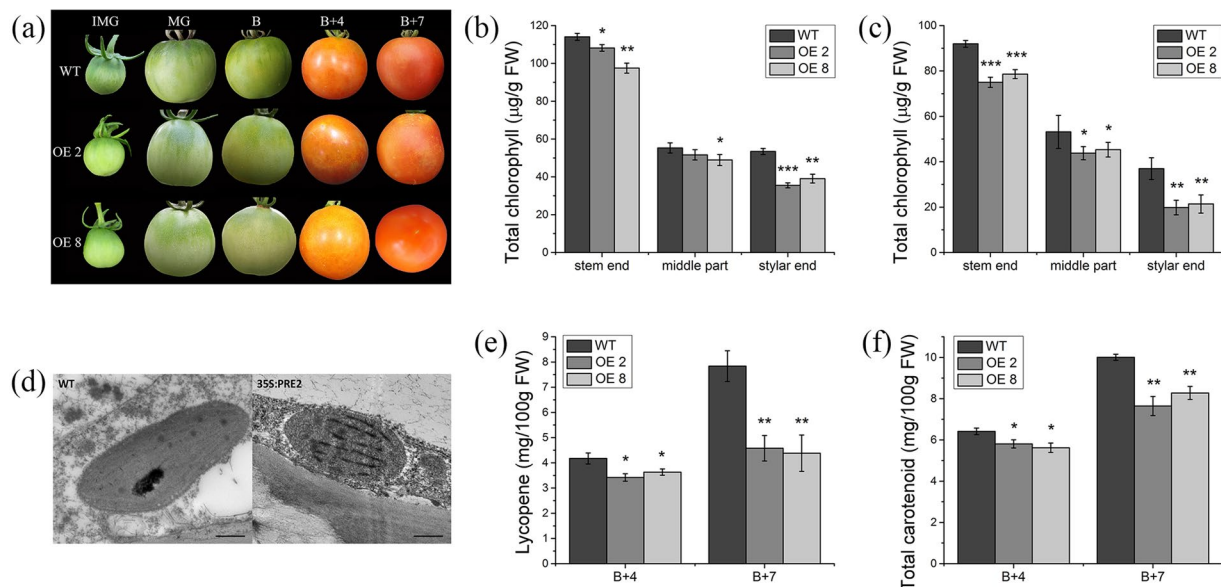 (a)
IMG MG B B+4 B+7
WT
OE 2
OE 8
(b)
Total chlorophyll (μg/g FW)
120
100
80
60
40
20
0
WT
OE 2
OE 8
* **
*
*** **
stem end middle part stylar end
(c)
Total chlorophyll (μg/g FW)
100
80
60
40
20
0
WT
OE 2
OE 8
*** ***
* *
** **
stem end middle part stylar end
(d)
WT
35S:PRE2
(e)
Lycopene (mg/100g FW)
9
8
7
6
5
4
3
2
1
0
WT
OE 2
OE 8
* *
** **
B+4 B+7
(f)
Total carotenoid (mg/100g FW)
10
8
6
4
2
0
WT
OE 2
OE 8
* *
** **
B+4 B+7